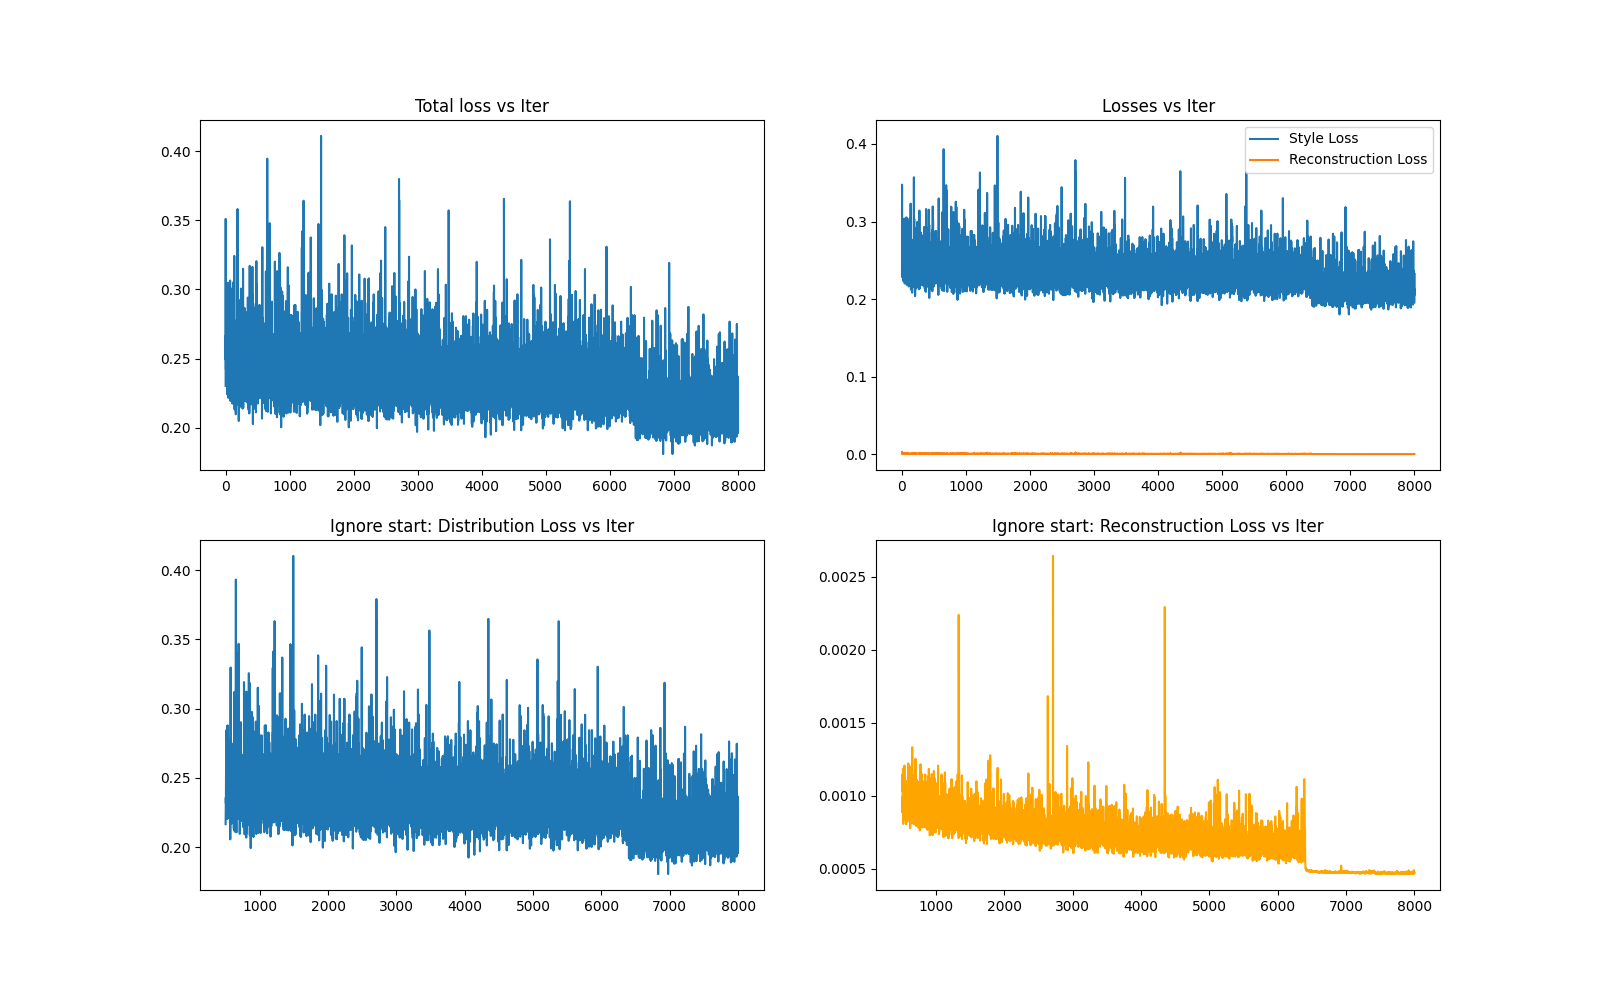 Total loss vs Iter
0.40
0.35
0.30
0.25
0.20
0 1000 2000 3000 4000 5000 6000 7000 8000
Losses vs Iter
Style Loss
Reconstruction Loss
0.4
0.3
0.2
0.1
0.0
0 1000 2000 3000 4000 5000 6000 7000 8000
Ignore start: Distribution Loss vs Iter
0.40
0.35
0.30
0.25
0.20
1000 2000 3000 4000 5000 6000 7000 8000
Ignore start: Reconstruction Loss vs Iter
0.0025
0.0020
0.0015
0.0010
0.0005
1000 2000 3000 4000 5000 6000 7000 8000